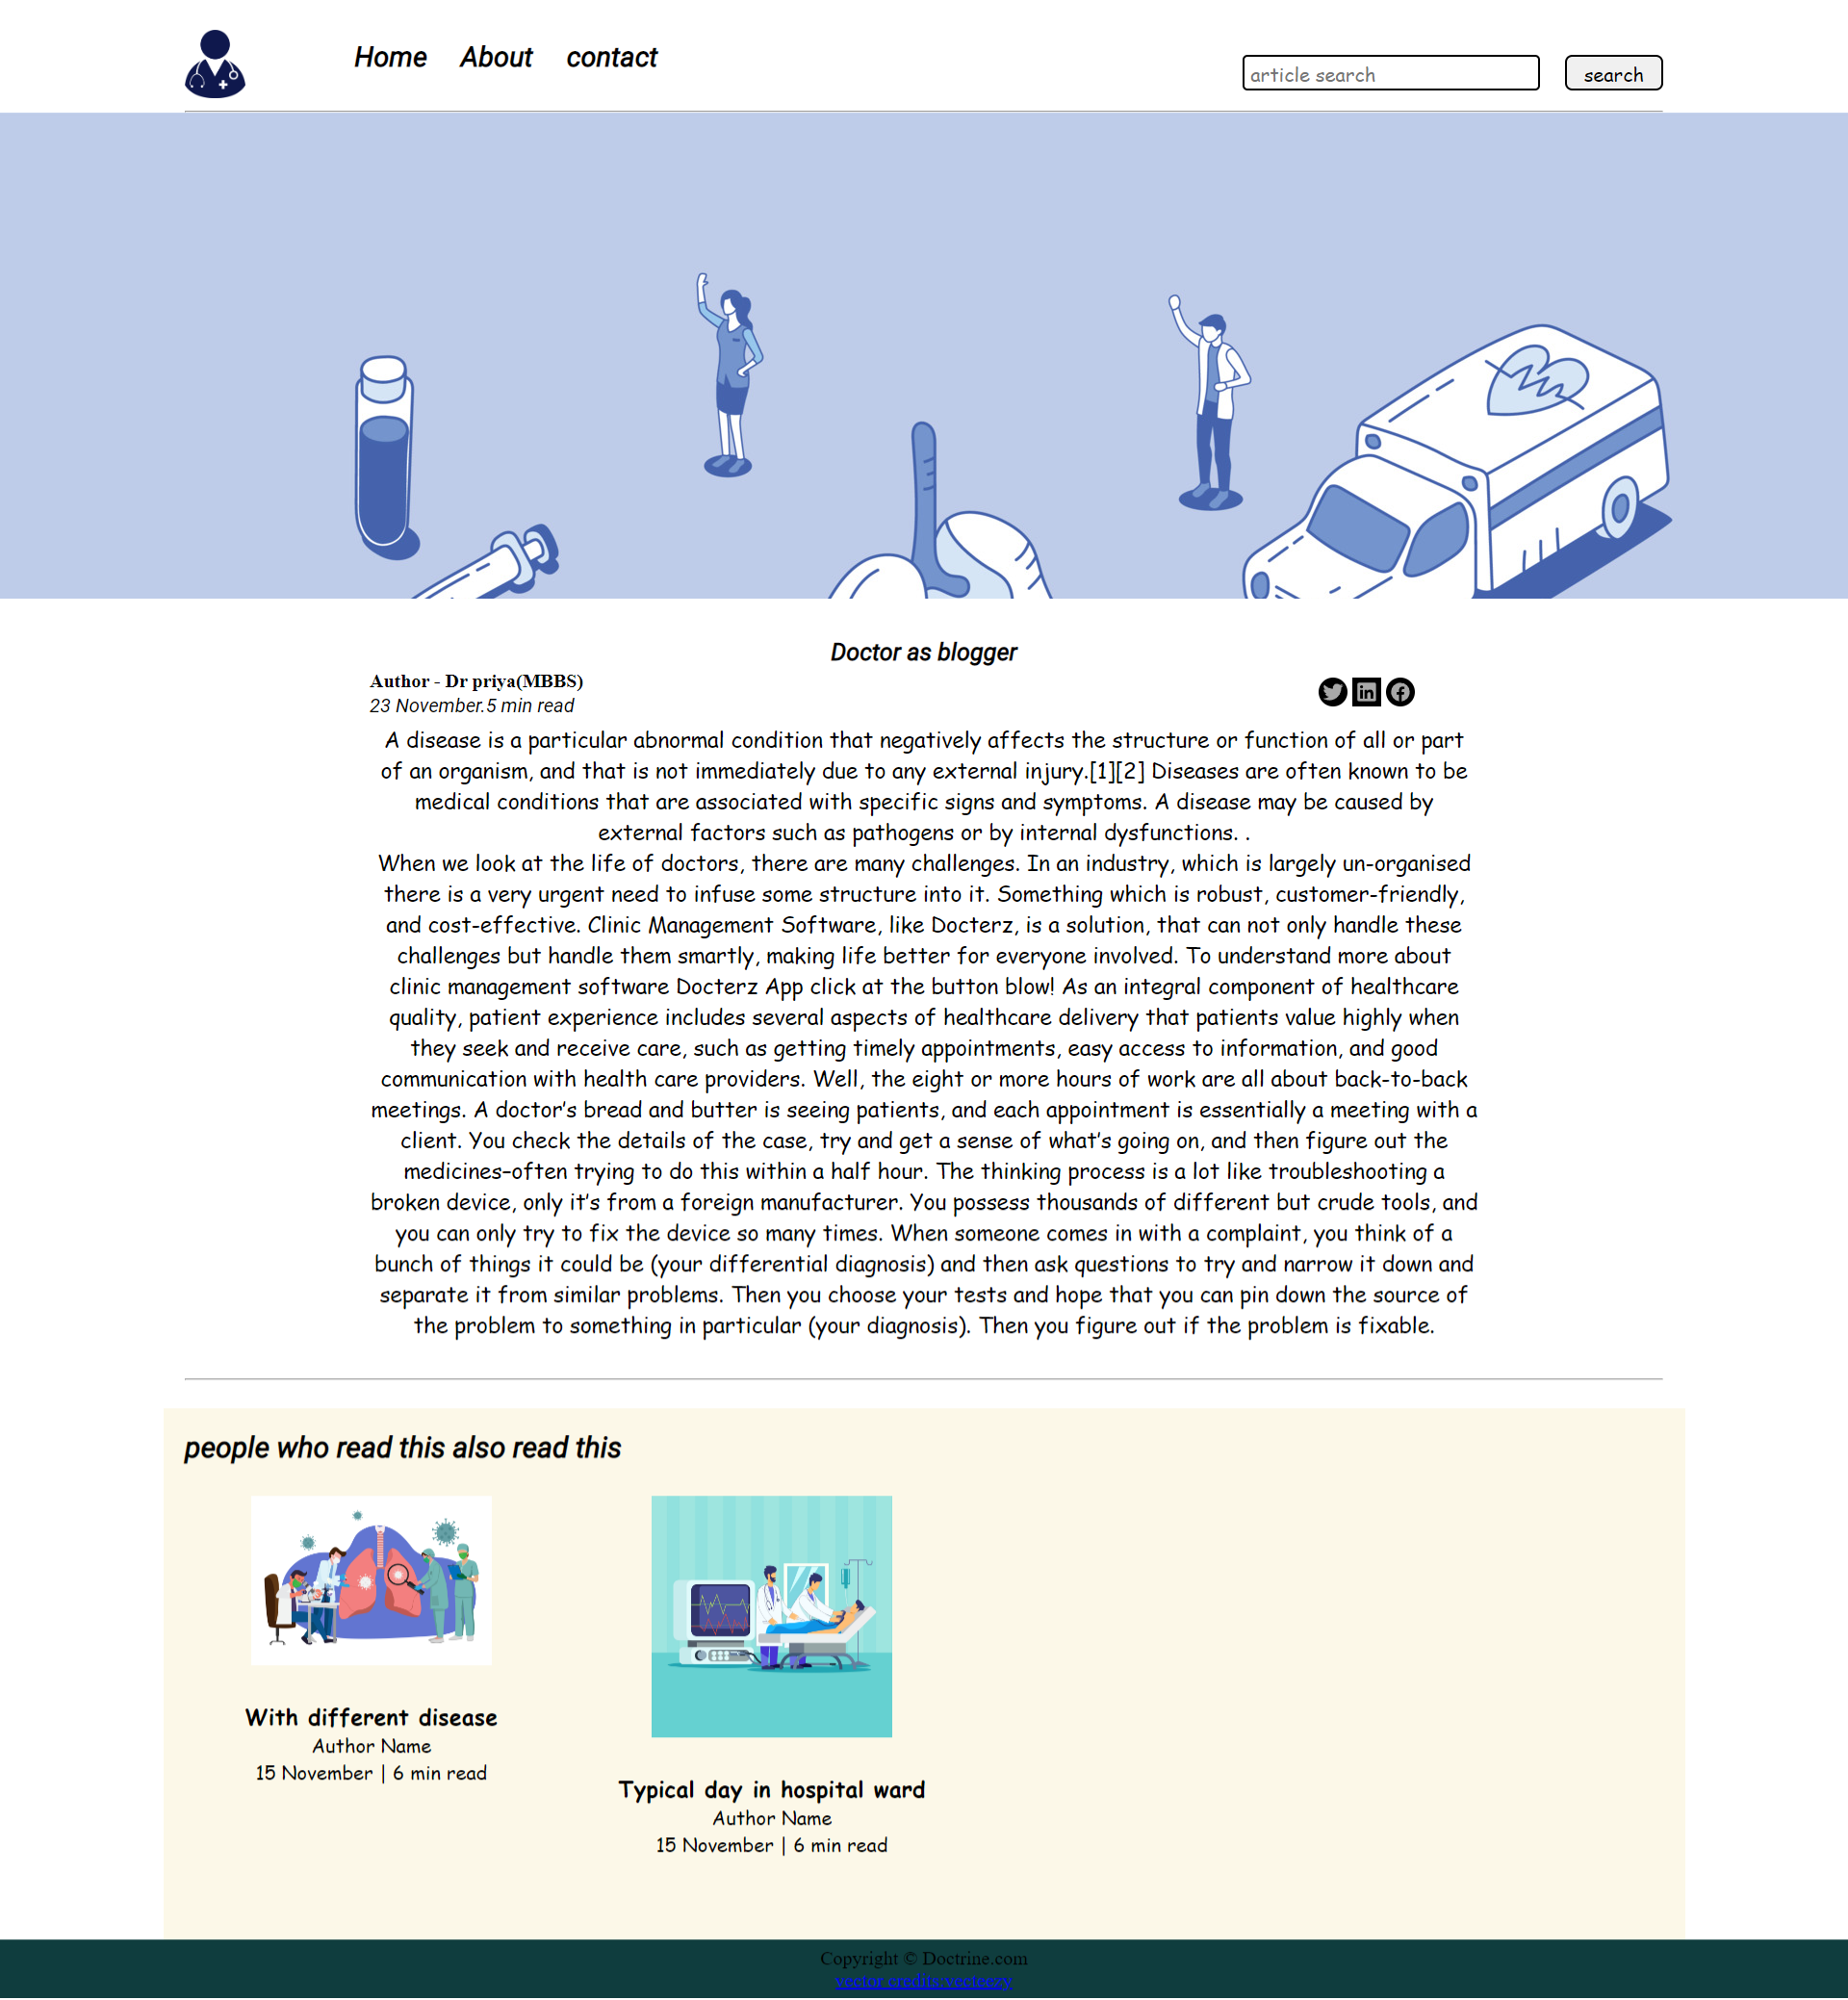 Home About contact
article search search
Doctor as blogger
Author - Dr priya(MBBS)
23 November.5 min read
A disease is a particular abnormal condition that negatively affects the structure or function of all or part
of an organism, and that is not immediately due to any external injury.[1][2] Diseases are often known to be
medical conditions that are associated with specific signs and symptoms. A disease may be caused by
external factors such as pathogens or by internal dysfunctions. .
When we look at the life of doctors, there are many challenges. In an industry, which is largely un-organised
there is a very urgent need to infuse some structure into it. Something which is robust, customer-friendly,
and cost-effective. Clinic Management Software, like Docterz, is a solution, that can not only handle these
challenges but handle them smartly, making life better for everyone involved. To understand more about
clinic management software Docterz App click at the button blow! As an integral component of healthcare
quality, patient experience includes several aspects of healthcare delivery that patients value highly when
they seek and receive care, such as getting timely appointments, easy access to information, and good
communication with health care providers. Well, the eight or more hours of work are all about back-to-back
meetings. A doctor’s bread and butter is seeing patients, and each appointment is essentially a meeting with a
client. You check the details of the case, try and get a sense of what’s going on, and then figure out the
medicines–often trying to do this within a half hour. The thinking process is a lot like troubleshooting a
broken device, only it’s from a foreign manufacturer. You possess thousands of different but crude tools, and
you can only try to fix the device so many times. When someone comes in with a complaint, you think of a
bunch of things it could be (your differential diagnosis) and then ask questions to try and narrow it down and
separate it from similar problems. Then you choose your tests and hope that you can pin down the source of
the problem to something in particular (your diagnosis). Then you figure out if the problem is fixable.
people who read this also read this
With different disease
Author Name
15 November | 6 min read
Typical day in hospital ward
Author Name
15 November | 6 min read
Copyright © Doctrine.com
vector credits:vecteezy